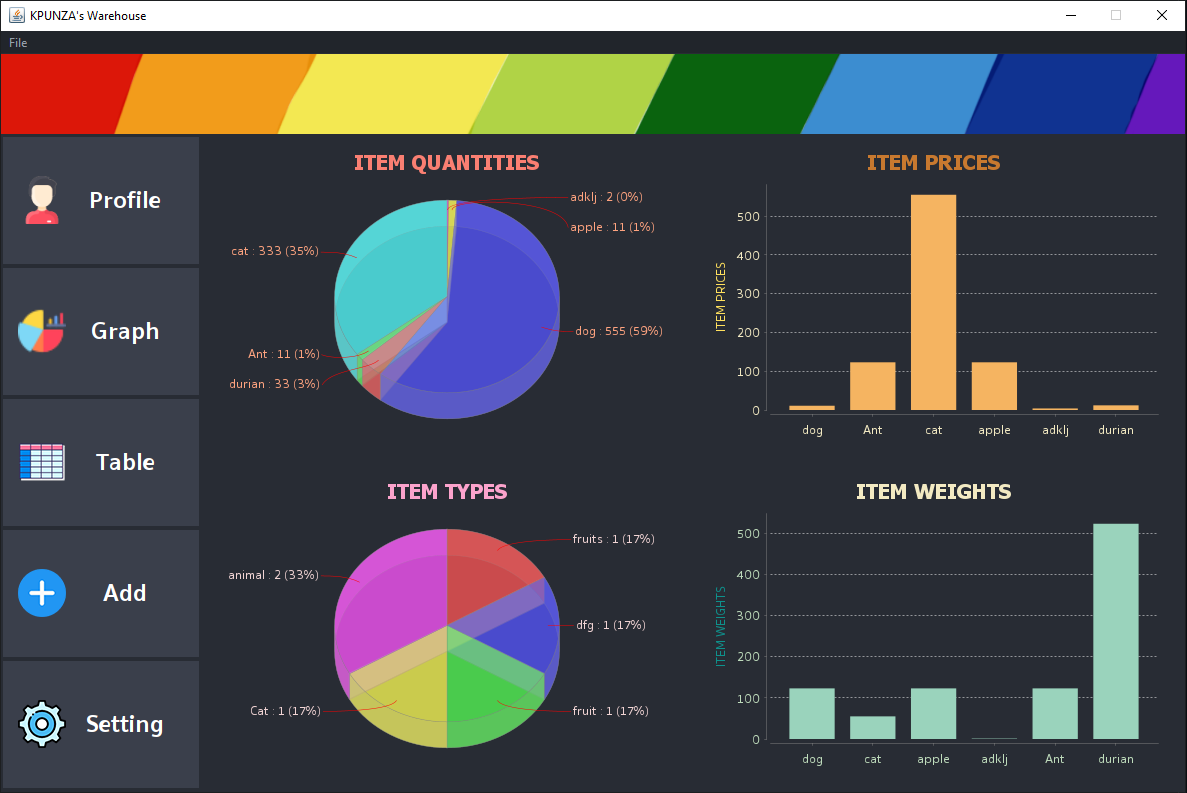 KPUNZA's Warehouse
File
Profile
Graph
Table
Add
Setting
ITEM QUANTITIES
adklj : 2 (0%)
apple : 11 (1%)
cat : 333 (35%)
dog : 555 (59%)
Ant : 11 (1%)
durian : 33 (3%)
ITEM PRICES
ITEM PRICES
500
400
300
200
100
0
dog Ant cat apple adklj durian
ITEM TYPES
fruits : 1 (17%)
animal : 2 (33%)
dfg : 1 (17%)
Cat : 1 (17%)
fruit : 1 (17%)
ITEM WEIGHTS
ITEM WEIGHTS
500
400
300
200
100
0
dog cat apple adklj Ant durian